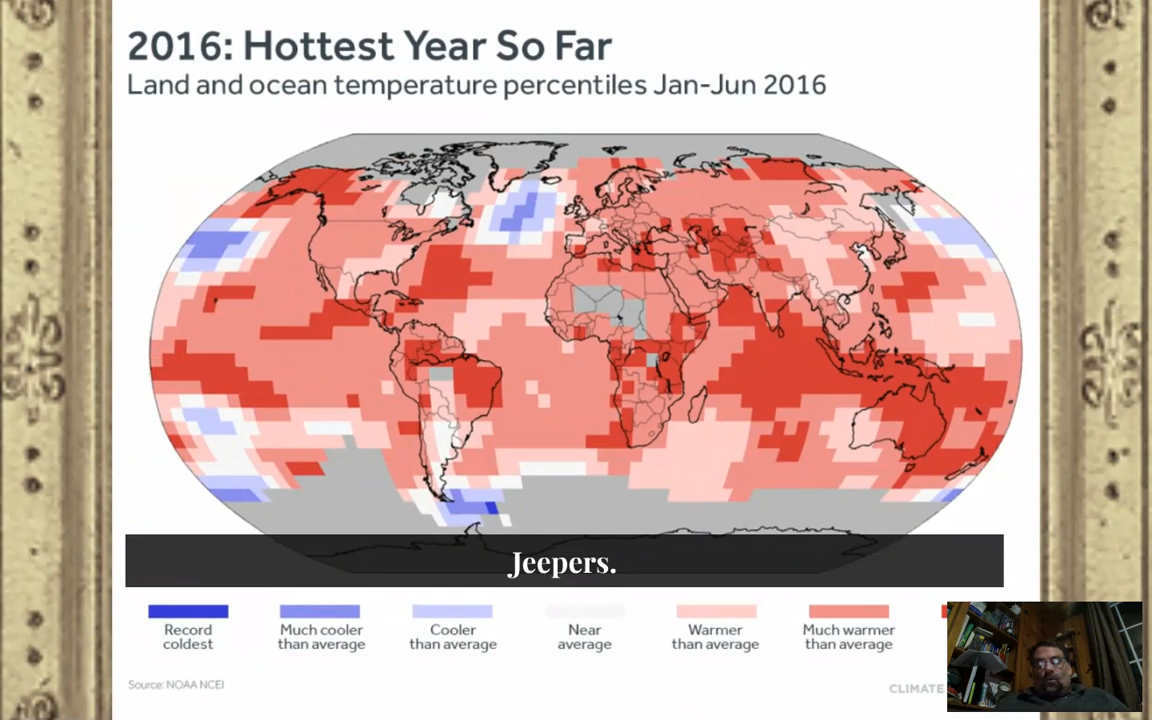 2016: Hottest Year So Far
Land and ocean temperature percentiles Jan-Jun 2016
Jeepers.
Record
coldest
Much cooler
than average
Cooler
than average
Near
average
Warmer
than average
Much warmer
than average
Source: NOAA NCEI
CLIMATE